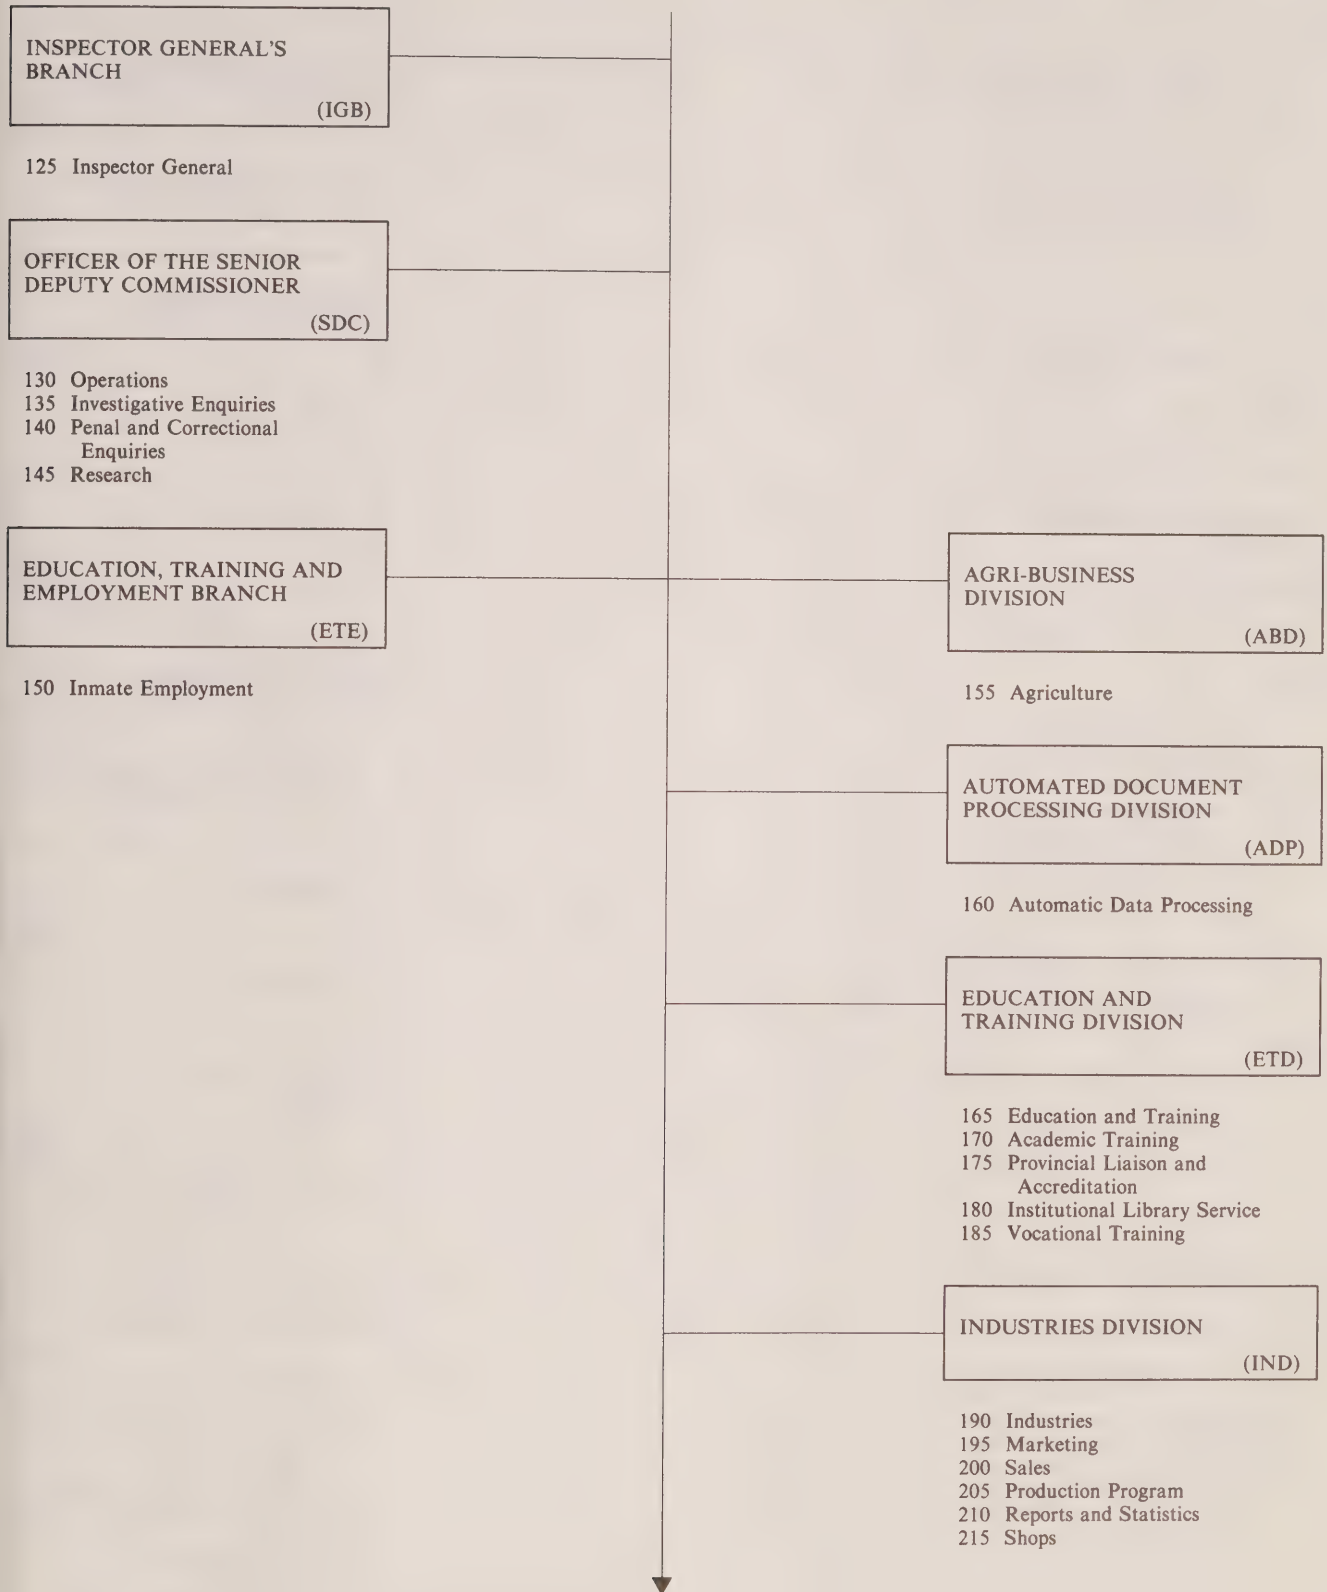 INSPECTOR GENERAL'S
BRANCH
(IGB)
125 Inspector General
OFFICER OF THE SENIOR
DEPUTY COMMISSIONER
(SDC)
130 Operations
135 Investigative Enquiries
140 Penal and Correctional
Enquiries
145 Research
EDUCATION, TRAINING AND
EMPLOYMENT BRANCH
(ETE)
150 Inmate Employment
AGRI-BUSINESS
DIVISION
(ABD)
155 Agriculture
AUTOMATED DOCUMENT
PROCESSING DIVISION
(ADP)
160 Automatic Data Processing
EDUCATION AND
TRAINING DIVISION
(ETD)
165 Education and Training
170 Academic Training
175 Provincial Liaison and
Accreditation
180 Institutional Library Service
185 Vocational Training
INDUSTRIES DIVISION
(IND)
190 Industries
195 Marketing
200 Sales
205 Production Program
210 Reports and Statistics
215 Shops